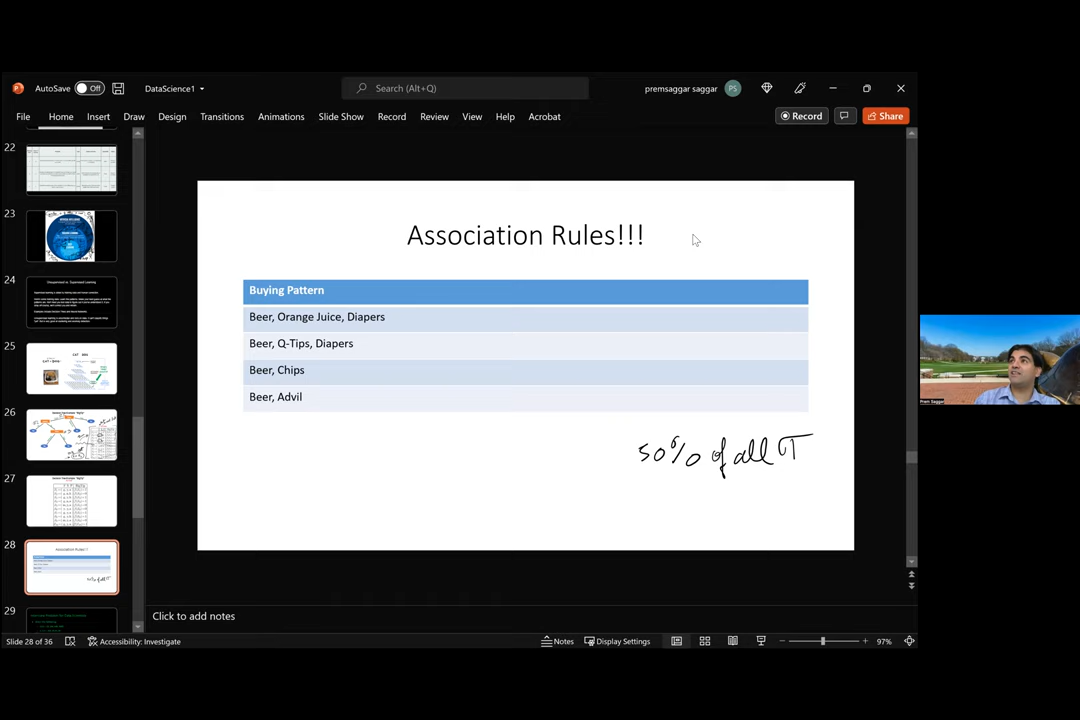 AutoSave Off DataScience1 Search (Alt+Q) premsaggar saggar PS
File Home Insert Draw Design Transitions Animations Slide Show Record Review View Help Acrobat Record Share
22
23
24
25
26
27
28
29
Association Rules!!!
Buying Pattern
Beer, Orange Juice, Diapers
Beer, Q-Tips, Diapers
Beer, Chips
Beer, Advil
50% of all T
Prem Saggar
Click to add notes
Slide 28 of 36 Accessibility: Investigate Notes Display Settings 97%